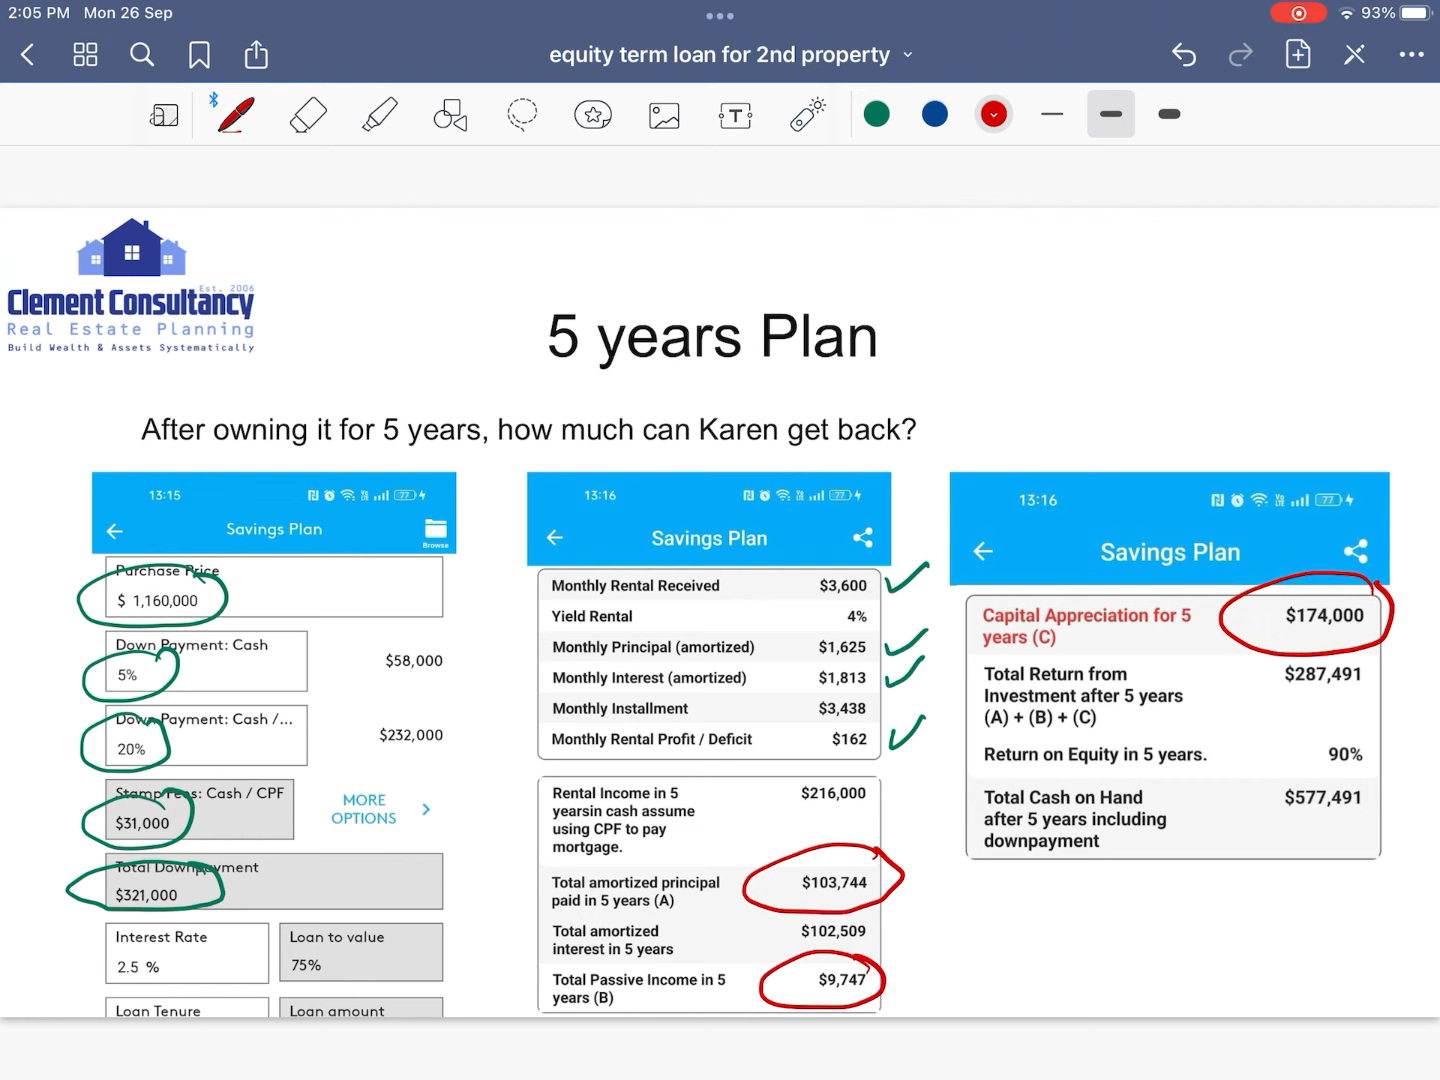 2:05 PM Mon 26 Sep
93%
equity term loan for 2nd property
T
Est. 2006
Clement Consultancy
Real Estate Planning
Build Wealth & Assets Systematically
5 years Plan
After owning it for 5 years, how much can Karen get back?
13:15
77
Savings Plan
Browse
Purchase Price
$ 1,160,000
Down Payment: Cash
5%
$58,000
Down Payment: Cash /...
20%
$232,000
Stamp Fees: Cash / CPF
$31,000
MORE
OPTIONS
Total Downpayment
$321,000
Interest Rate
2.5 %
Loan to value
75%
Loan Tenure
Loan amount
13:16
77
Savings Plan
Monthly Rental Received $3,600
Yield Rental 4%
Monthly Principal (amortized) $1,625
Monthly Interest (amortized) $1,813
Monthly Installment $3,438
Monthly Rental Profit / Deficit $162
Rental Income in 5 $216,000
yearsin cash assume
using CPF to pay
mortgage.
Total amortized principal $103,744
paid in 5 years (A)
Total amortized $102,509
interest in 5 years
Total Passive Income in 5 $9,747
years (B)
13:16
77
Savings Plan
Capital Appreciation for 5 $174,000
years (C)
Total Return from $287,491
Investment after 5 years
(A) + (B) + (C)
Return on Equity in 5 years. 90%
Total Cash on Hand $577,491
after 5 years including
downpayment